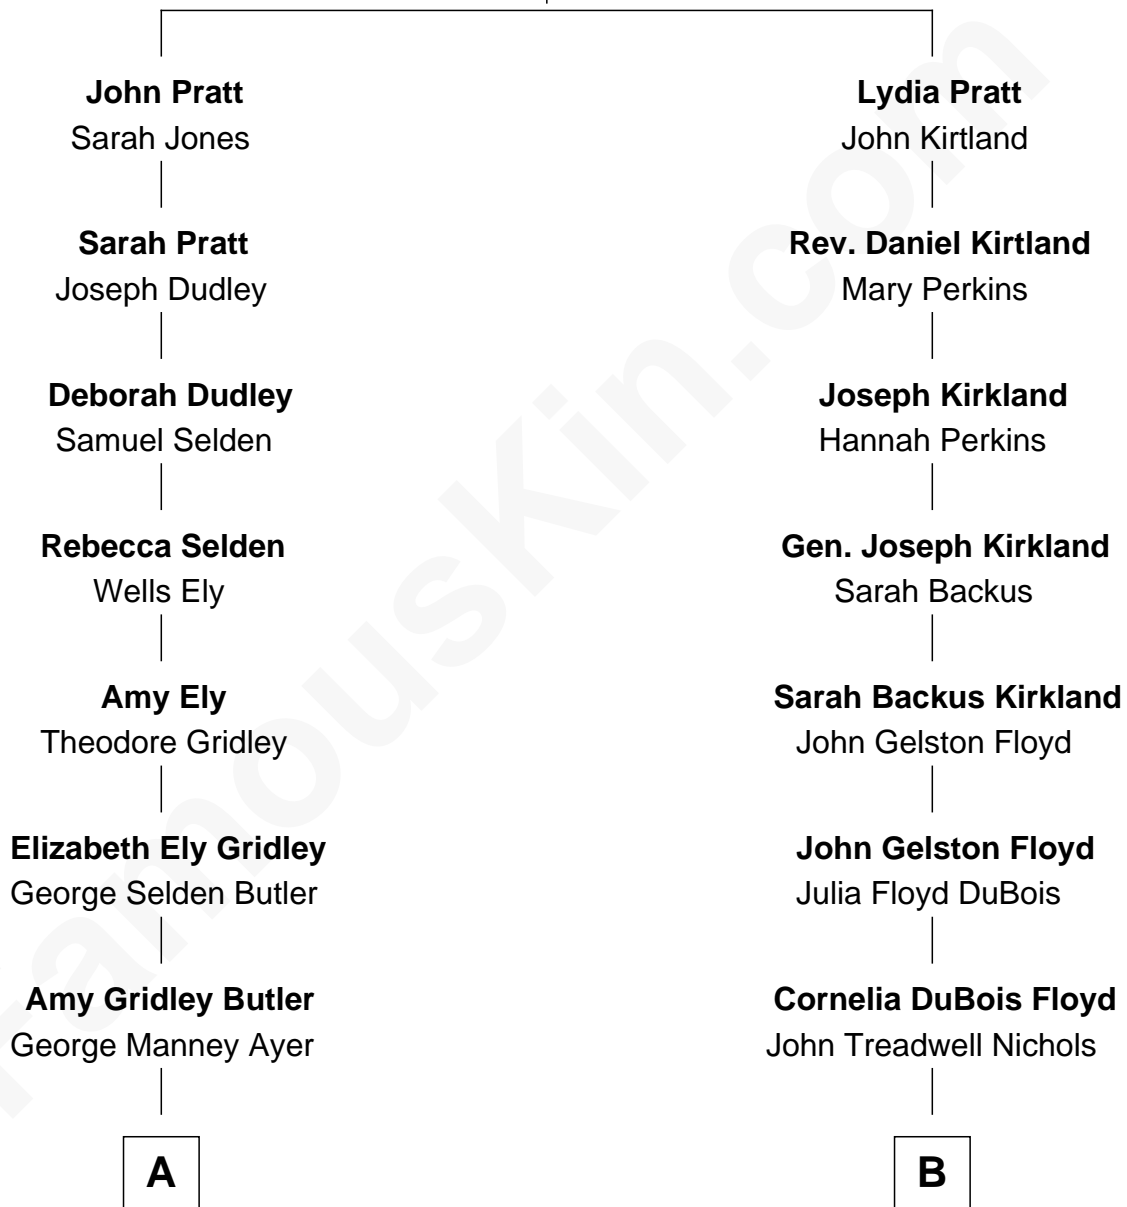 John Pratt
Sarah Jones
Lydia Pratt
John Kirtland
Sarah Pratt
Joseph Dudley
Rev. Daniel Kirtland
Mary Perkins
Deborah Dudley
Samuel Selden
Joseph Kirkland
Hannah Perkins
Rebecca Selden
Wells Ely
Gen. Joseph Kirkland
Sarah Backus
Amy Ely
Theodore Gridley
Sarah Backus Kirkland
John Gelston Floyd
Elizabeth Ely Gridley
George Selden Butler
John Gelston Floyd
Julia Floyd DuBois
Amy Gridley Butler
George Manney Ayer
Cornelia DuBois Floyd
John Treadwell Nichols
A
B
FamousKin.com